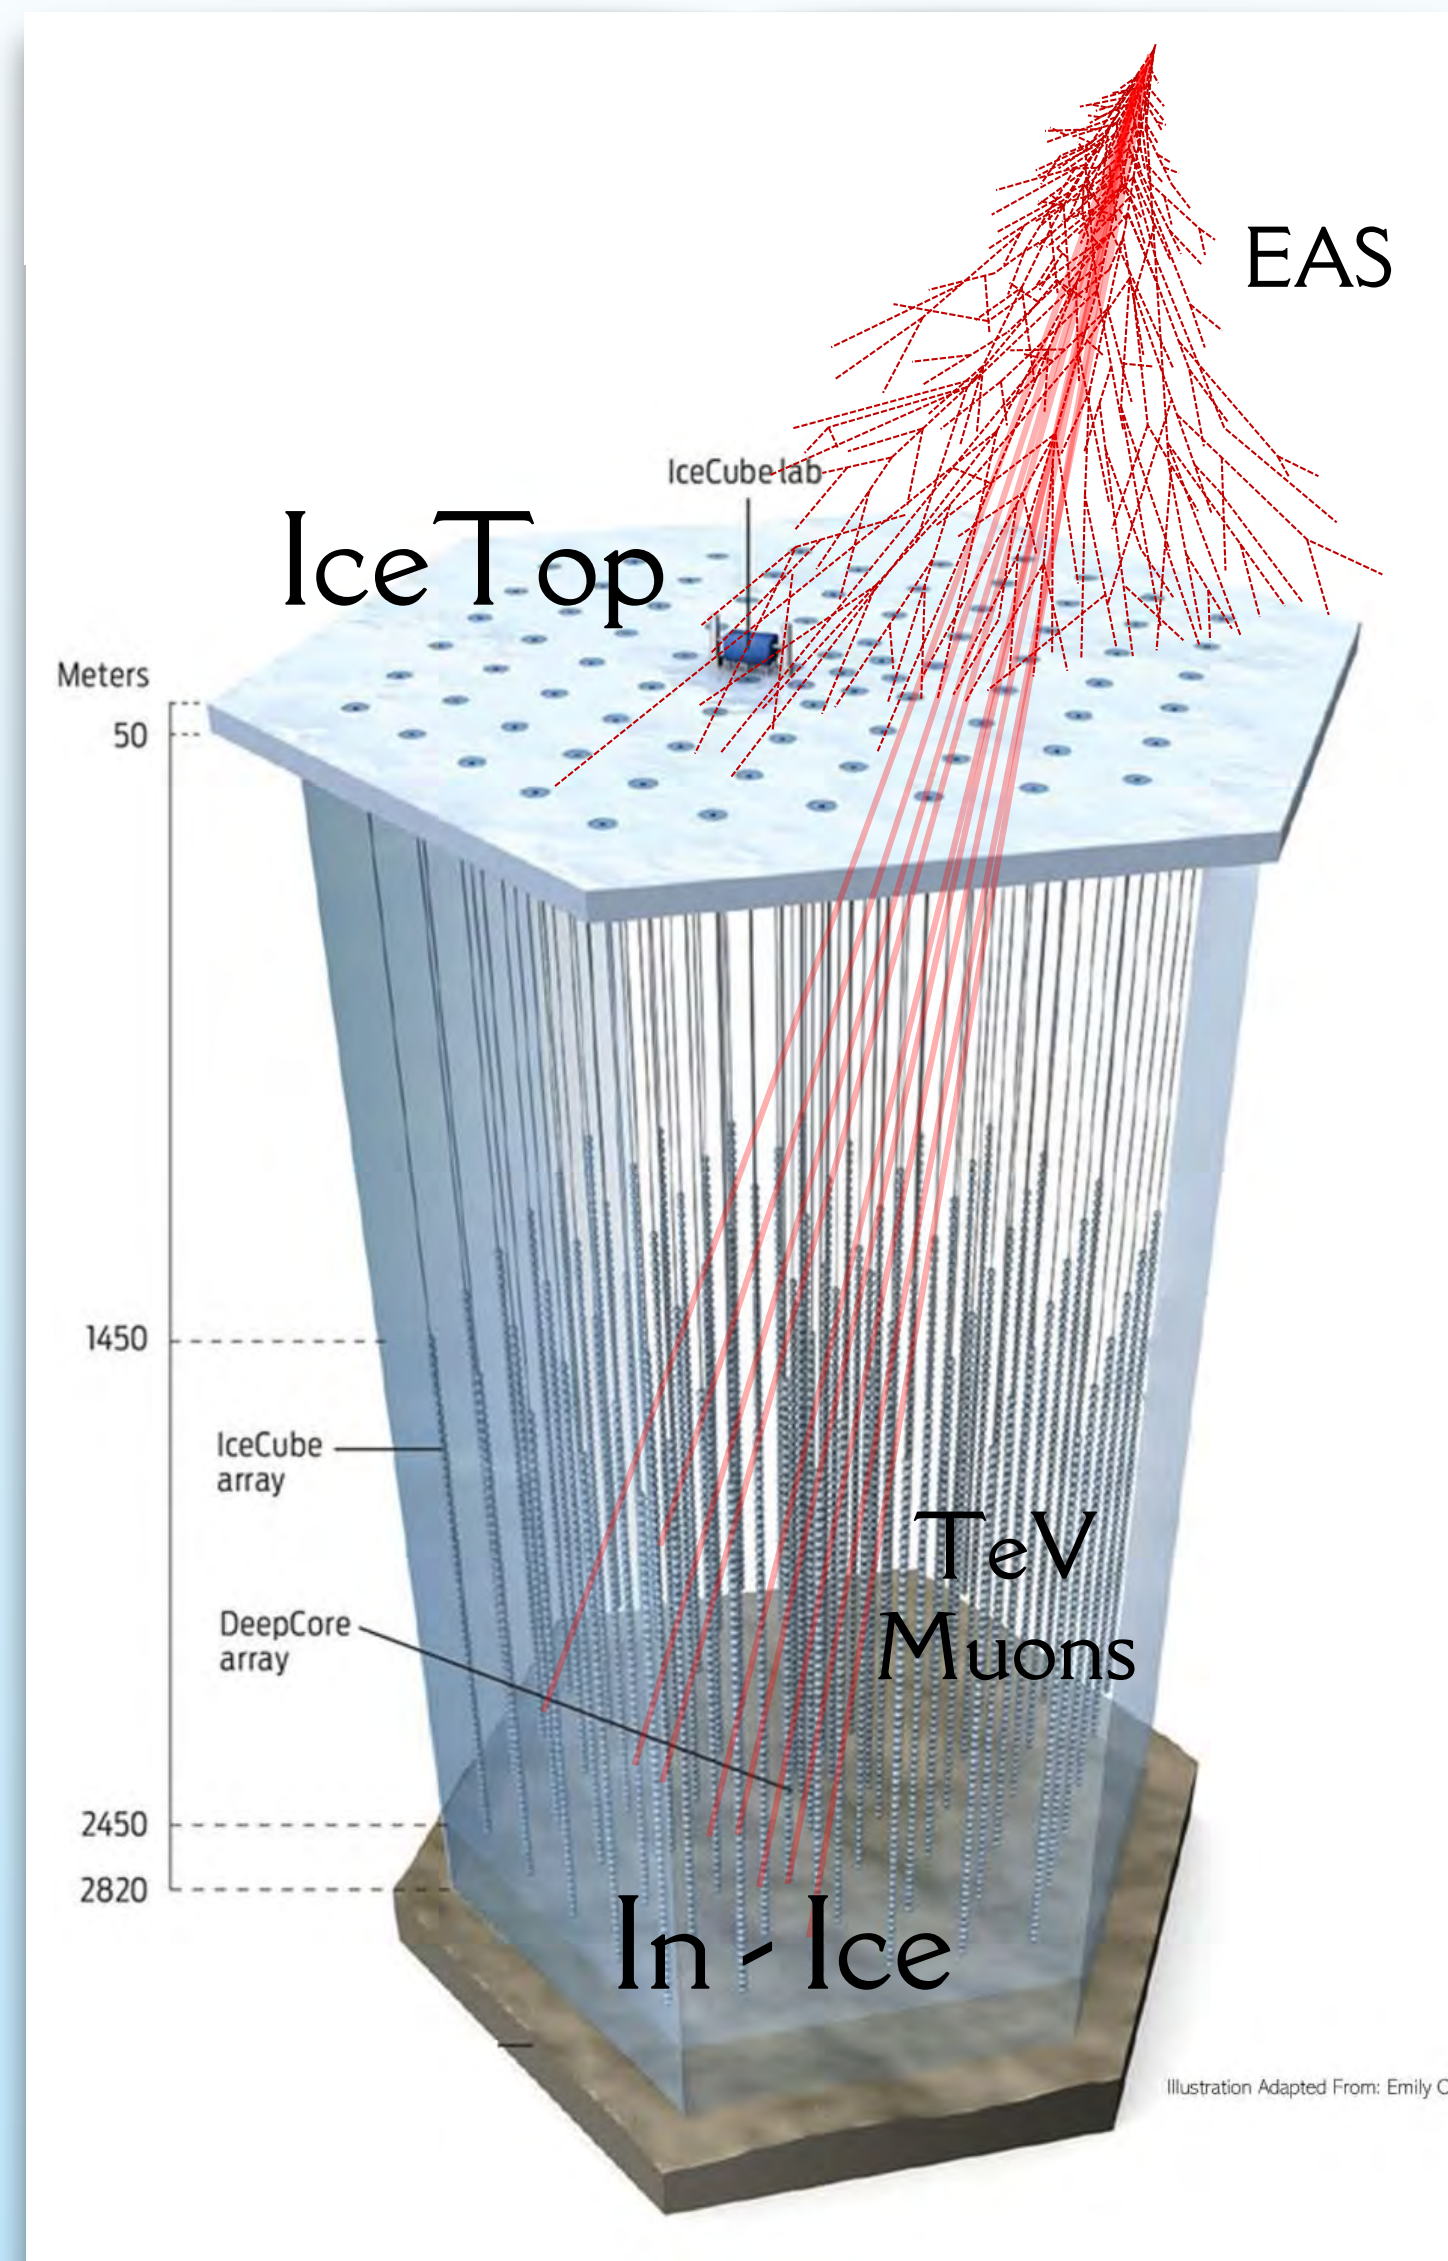 EAS
IceCube lab
IceTop
Meters
50
1450
IceCube
array
TeV
Muons
DeepCore
array
2450
2820
In - Ice
Illustration Adapted From: Emily